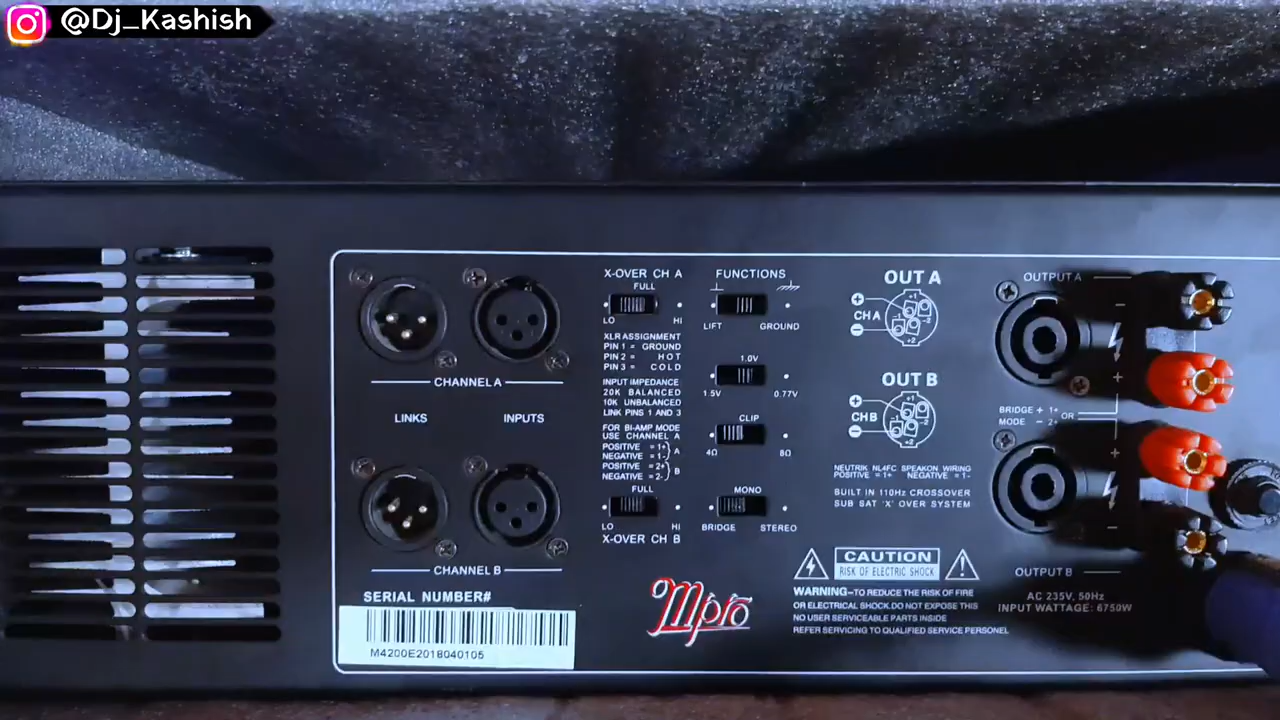 @Dj_Kashish
X-OVER CH A
FULL
LO HI
XLR ASSIGNMENT
PIN 1 = GROUND
PIN 2 = HOT
PIN 3 = COLD
INPUT IMPEDANCE
20K BALANCED
10K UNBALANCED
LINK PINS 1 AND 3
FOR BI-AMP MODE
USE CHANNEL A
POSITIVE = 1+
NEGATIVE = 1- A
POSITIVE = 2+
NEGATIVE = 2- B
FULL
LO HI
X-OVER CH B
FUNCTIONS
LIFT GROUND
1.0V
1.5V 0.77V
CLIP
4Ω 8Ω
MONO
BRIDGE STEREO
CHANNEL A
LINKS INPUTS
CHANNEL B
SERIAL NUMBER#
M4200E2018040105
Mpro
OUT A
+ CH A −
+1 -1 -2 +2
OUT B
+ CH B −
NEUTRIK NL4FC SPEAKON WIRING
POSITIVE = 1+ NEGATIVE = 1-
BUILT IN 110Hz CROSSOVER
SUB SAT 'X' OVER SYSTEM
CAUTION
RISK OF ELECTRIC SHOCK
WARNING-TO REDUCE THE RISK OF FIRE
OR ELECTRICAL SHOCK.DO NOT EXPOSE THIS
NO USER SERVICEABLE PARTS INSIDE
REFER SERVICING TO QUALIFIED SERVICE PERSONEL
OUTPUT A
−
+
BRIDGE + 1+ OR
MODE − 2+
+
−
OUTPUT B
AC 235V, 50Hz
INPUT WATTAGE: 6750W